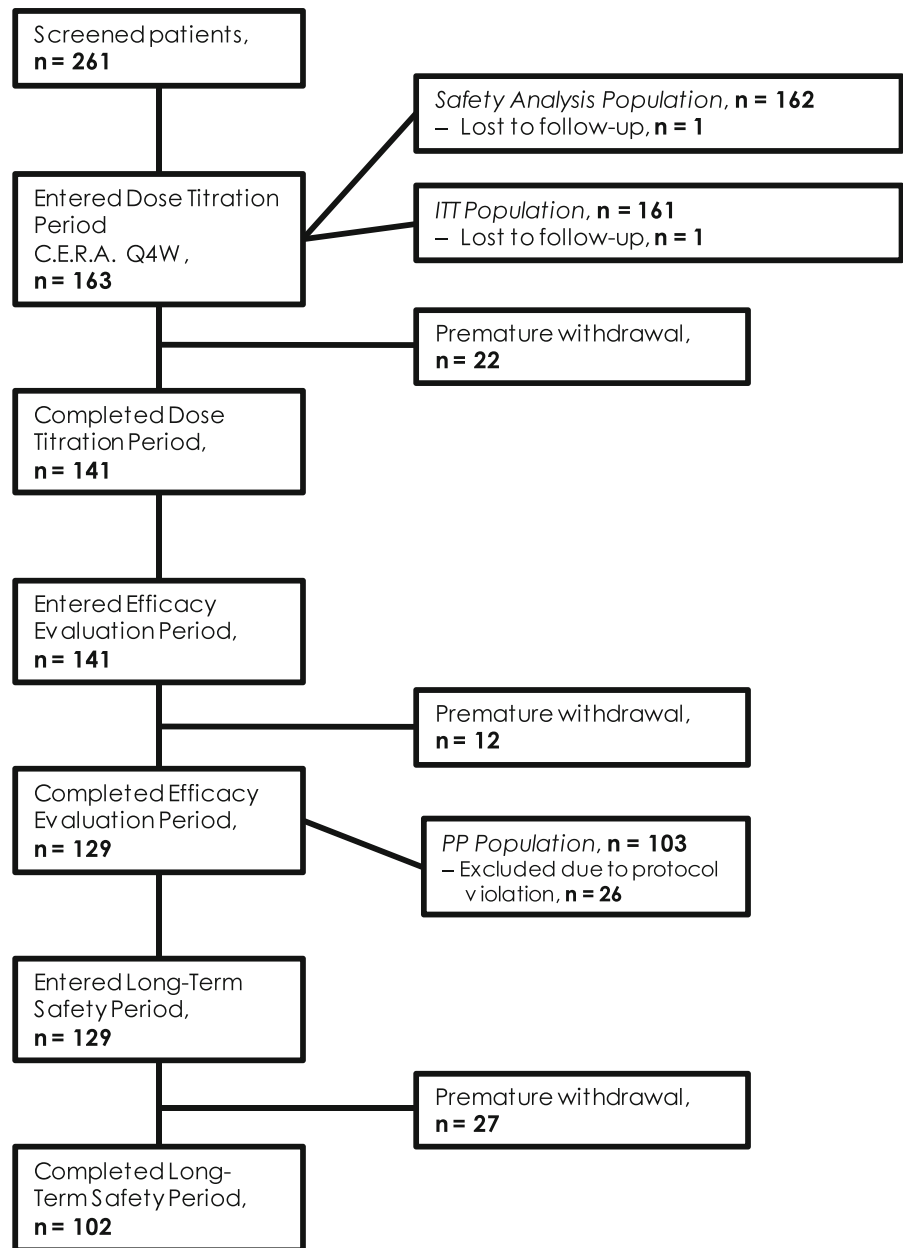 Screened patients,
n = 261
Safety Analysis Population, n = 162
– Lost to follow-up, n = 1
Entered Dose Titration
Period
C.E.R.A. Q4W,
n = 163
ITT Population, n = 161
– Lost to follow-up, n = 1
Premature withdrawal,
n = 22
Completed Dose
Titration Period,
n = 141
Entered Efficacy
Evaluation Period,
n = 141
Premature withdrawal,
n = 12
Completed Efficacy
Evaluation Period,
n = 129
PP Population, n = 103
– Excluded due to protocol
violation, n = 26
Entered Long-Term
Safety Period,
n = 129
Premature withdrawal,
n = 27
Completed Long-
Term Safety Period,
n = 102